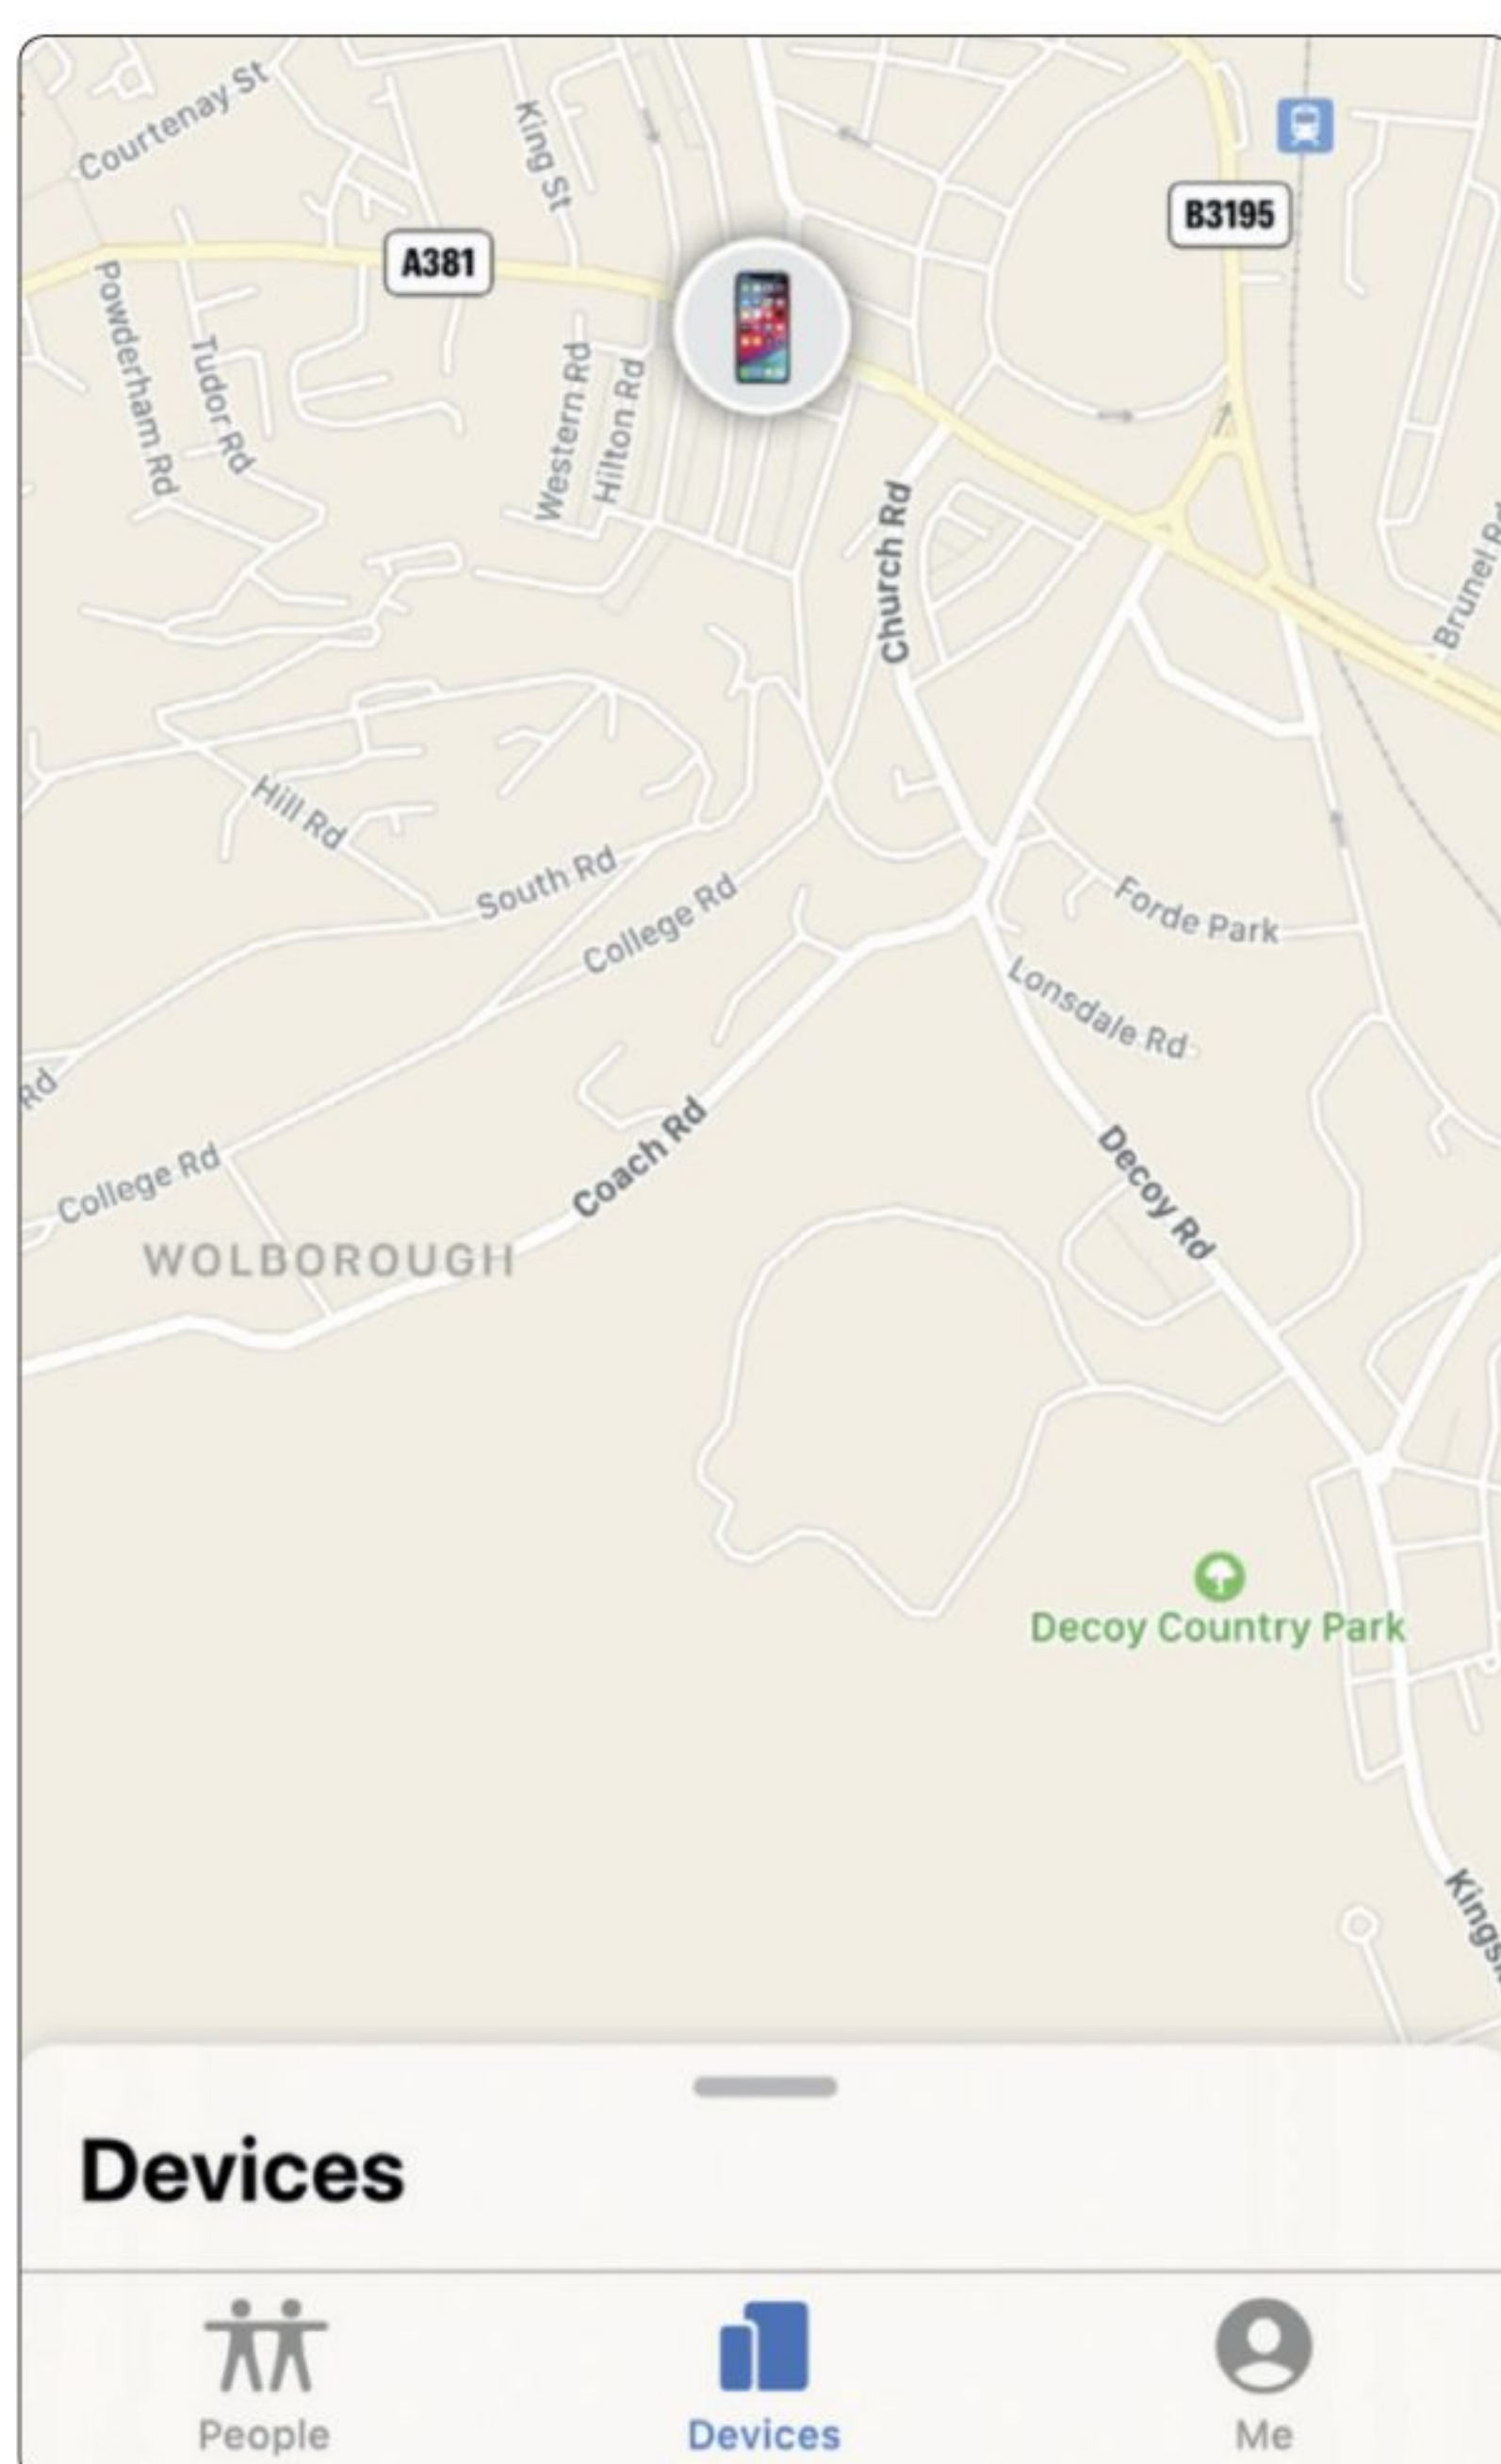 Courtenay St
King St
B3195
A381
Powderham Rd
Tudor Rd
Western Rd
Hilton Rd
Church Rd
Brunel Rd
Hill Rd
South Rd
College Rd
Forde Park
Lonsdale Rd
Rd
Coach Rd
Decoy Rd
College Rd
WOLBOROUGH
Decoy Country Park
Devices
People
Devices
Me